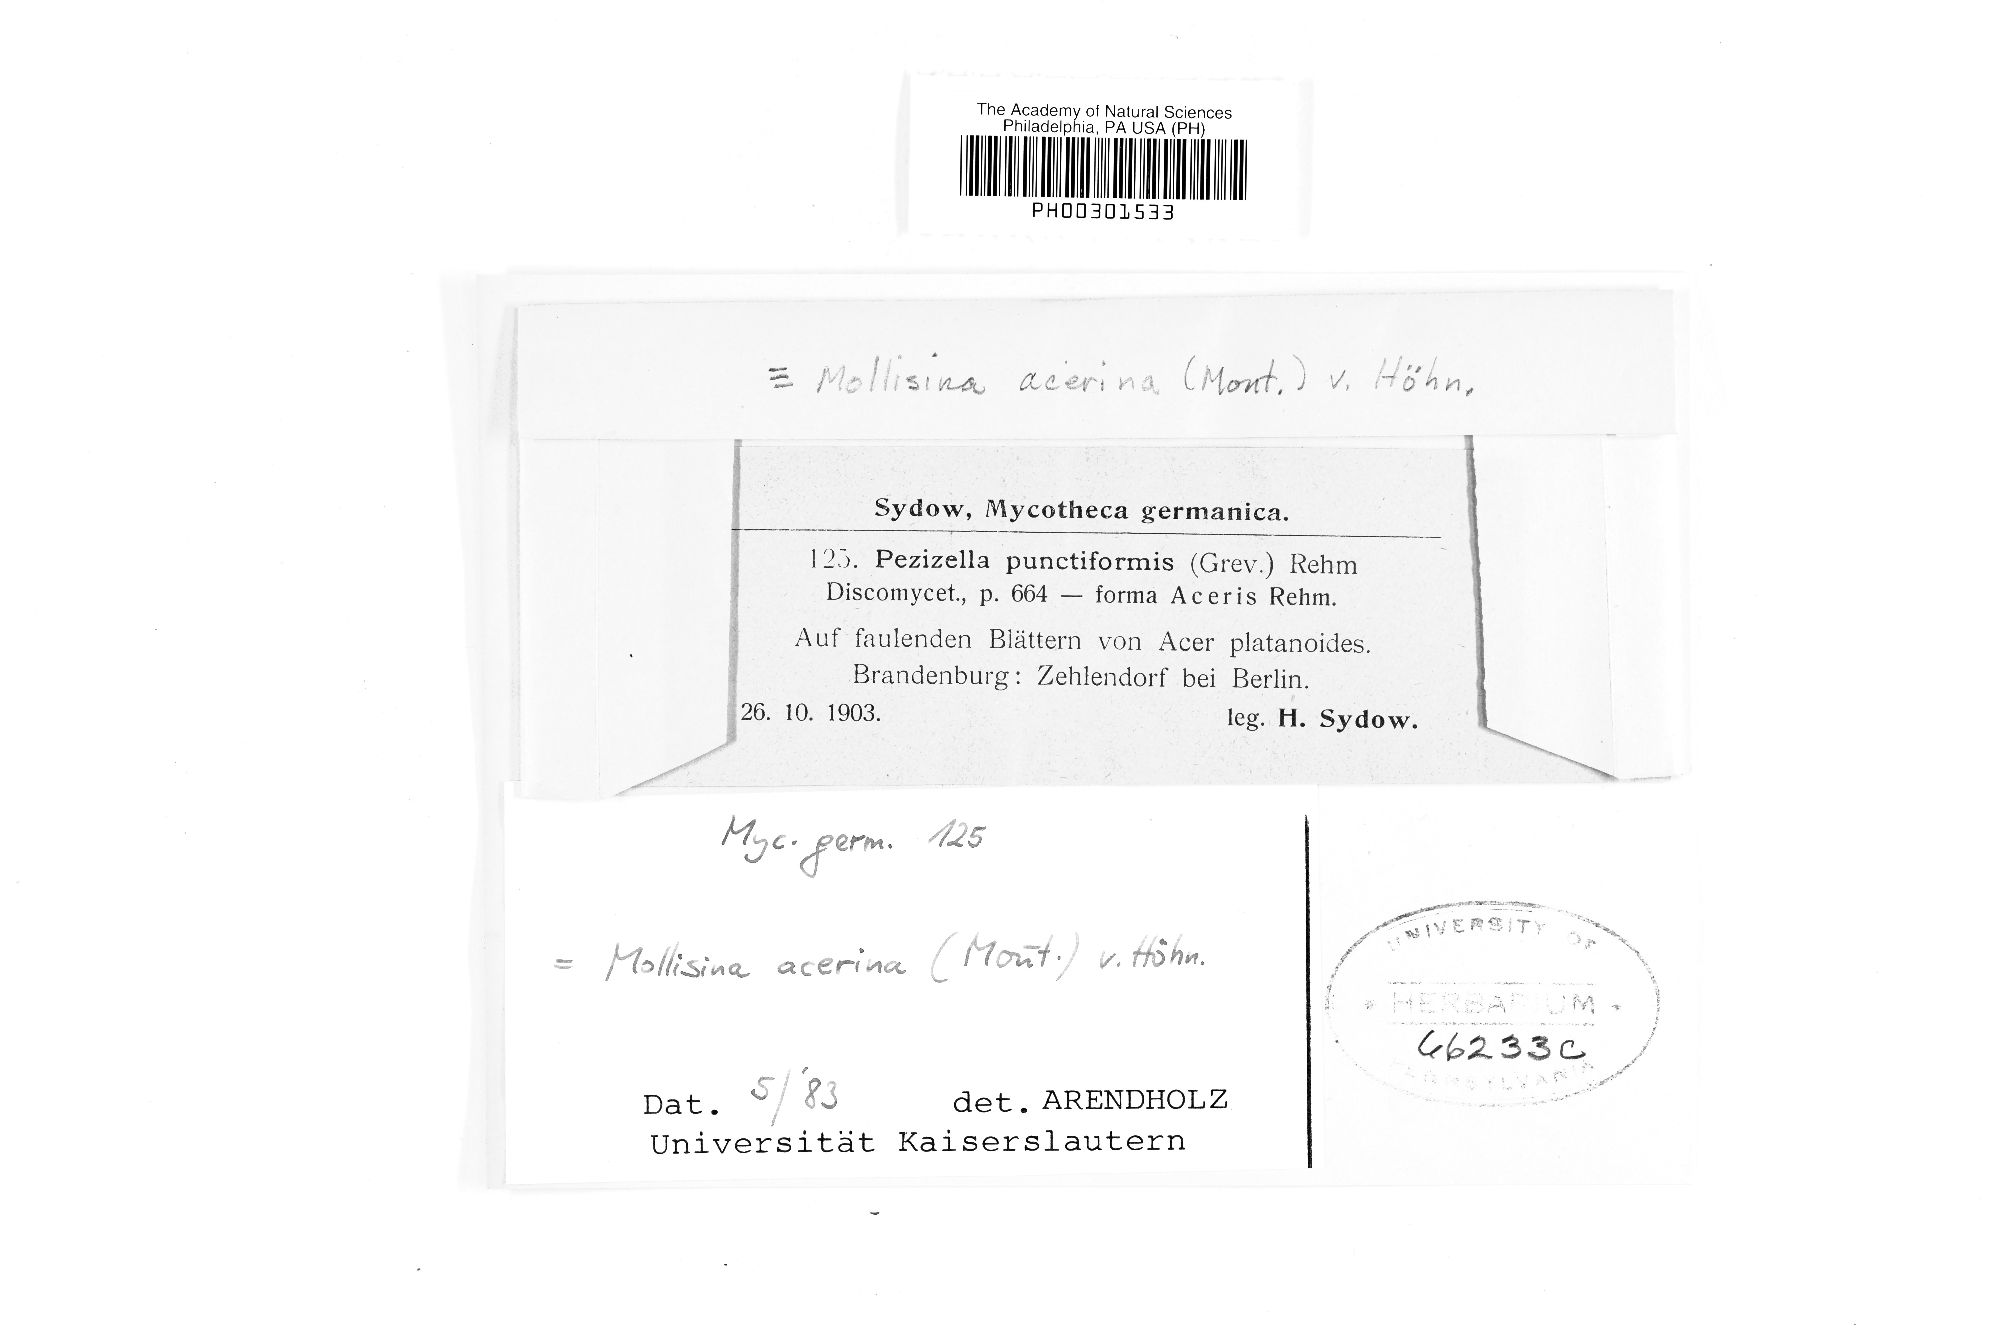 The Academy of Natural Sciences
Philadelphia, PA USA (PH)
PH00301533
≡ Mollisina acerina (Mont.) v. Höhn.
Sydow, Mycotheca germanica.
125. Pezizella punctiformis (Grev.) Rehm
Discomycet., p. 664 — forma Aceris Rehm.
Auf faulenden Blättern von Acer platanoides.
Brandenburg: Zehlendorf bei Berlin.
26. 10. 1903. leg. H. Sydow.
Myc. germ. 125
= Mollisina acerina (Mont.) v. Höhn.
Dat. 5/'83 det. ARENDHOLZ
Universität Kaiserslautern
UNIVERSITY OF
HERBARIUM
66233C
PENNSYLVANIA